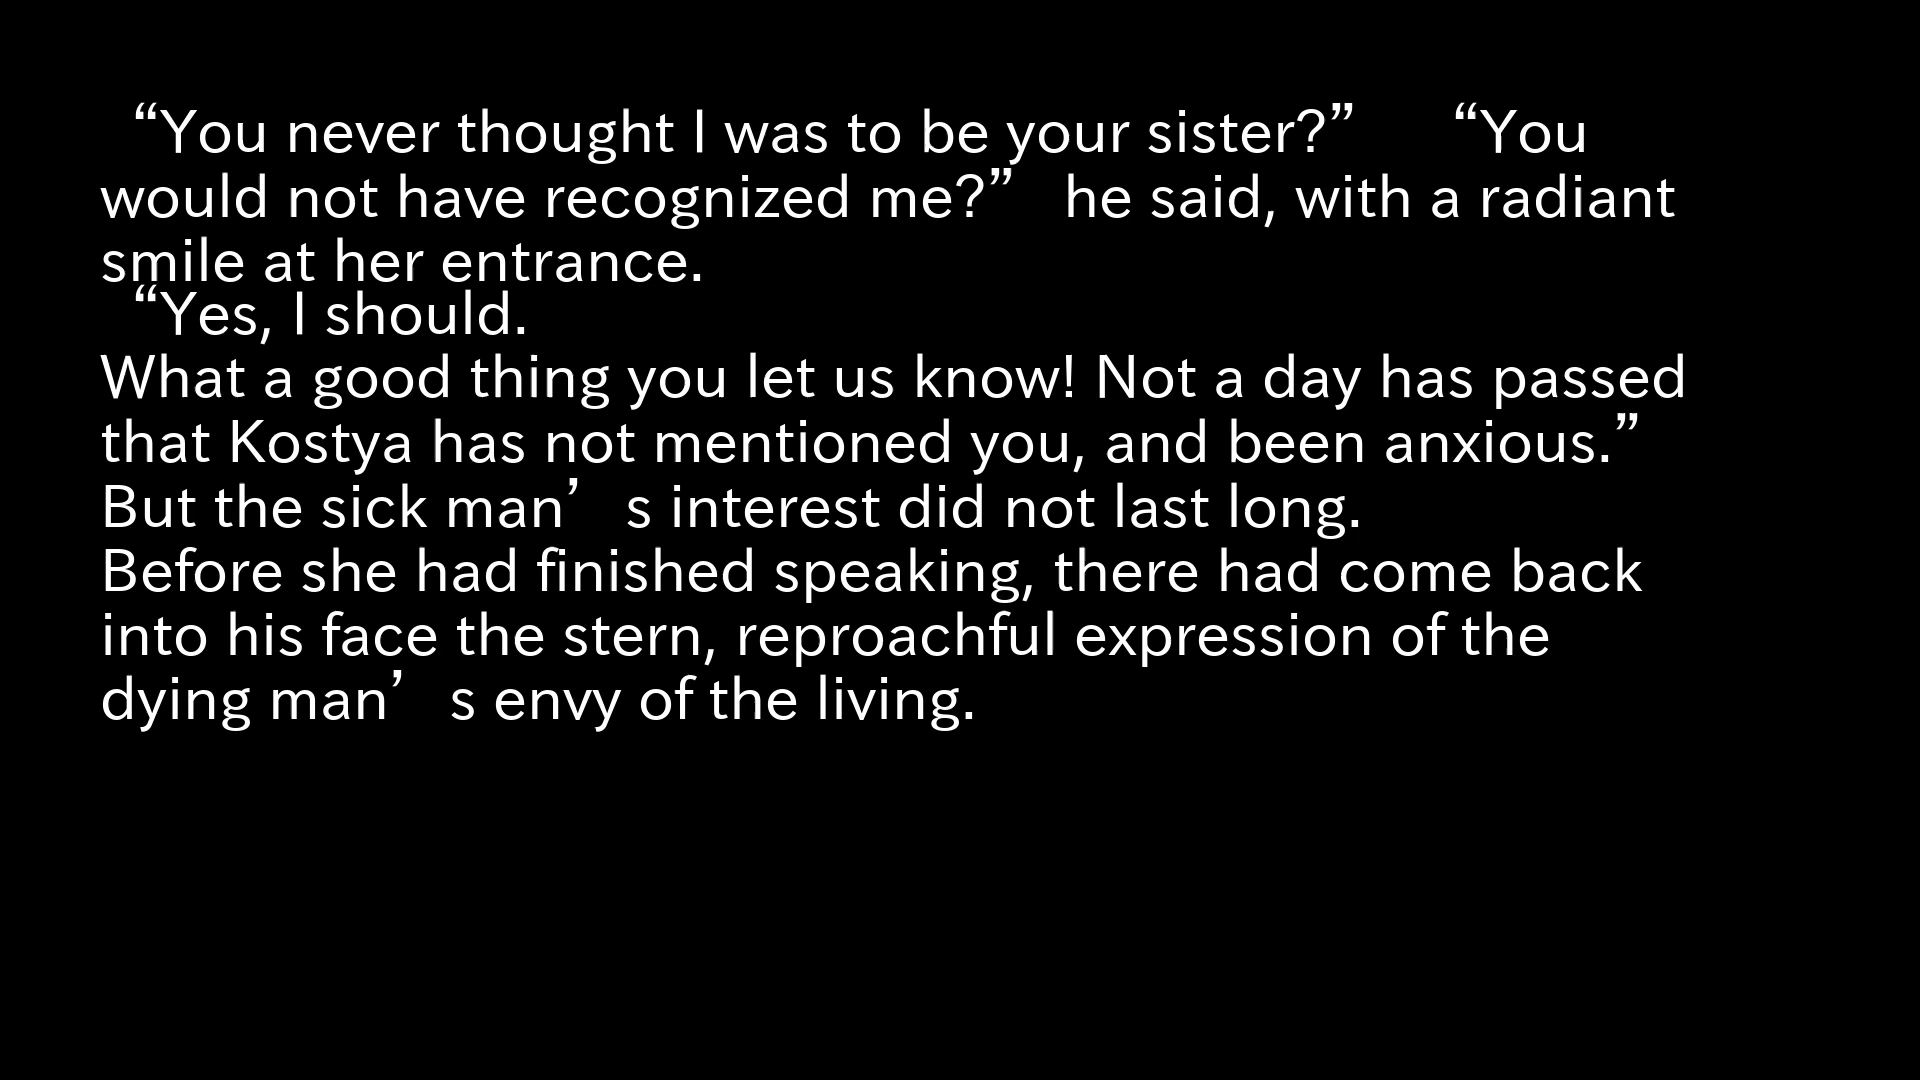 “You never thought I was to be your sister?” “You
would not have recognized me?” he said, with a radiant
smile at her entrance.
“Yes, I should.
What a good thing you let us know! Not a day has passed
that Kostya has not mentioned you, and been anxious.”
But the sick man’s interest did not last long.
Before she had finished speaking, there had come back
into his face the stern, reproachful expression of the
dying man’s envy of the living.